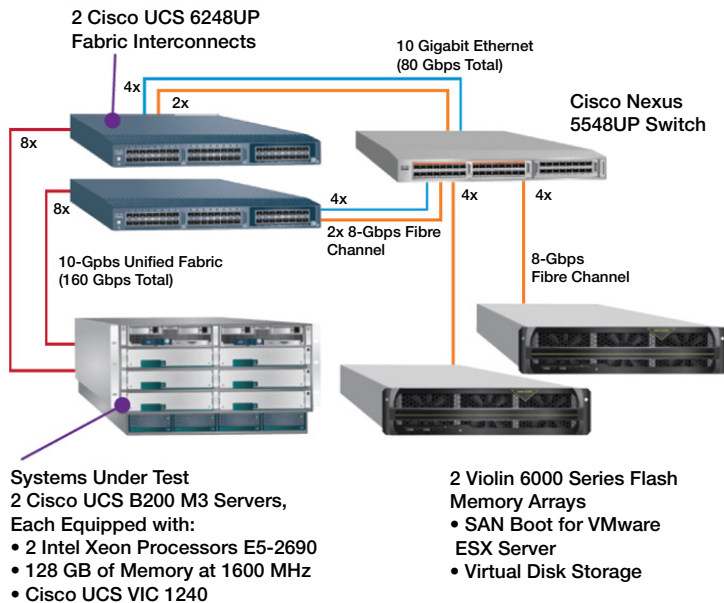 2 Cisco UCS 6248UP
Fabric Interconnects
10 Gigabit Ethernet
(80 Gbps Total)
4x
2x
Cisco Nexus
5548UP Switch
8x
8x
4x
4x
4x
2x 8-Gbps Fibre
Channel
10-Gpbs Unified Fabric
(160 Gbps Total)
8-Gbps
Fibre Channel
Systems Under Test
2 Cisco UCS B200 M3 Servers,
Each Equipped with:
• 2 Intel Xeon Processors E5-2690
• 128 GB of Memory at 1600 MHz
• Cisco UCS VIC 1240
2 Violin 6000 Series Flash
Memory Arrays
• SAN Boot for VMware
ESX Server
• Virtual Disk Storage